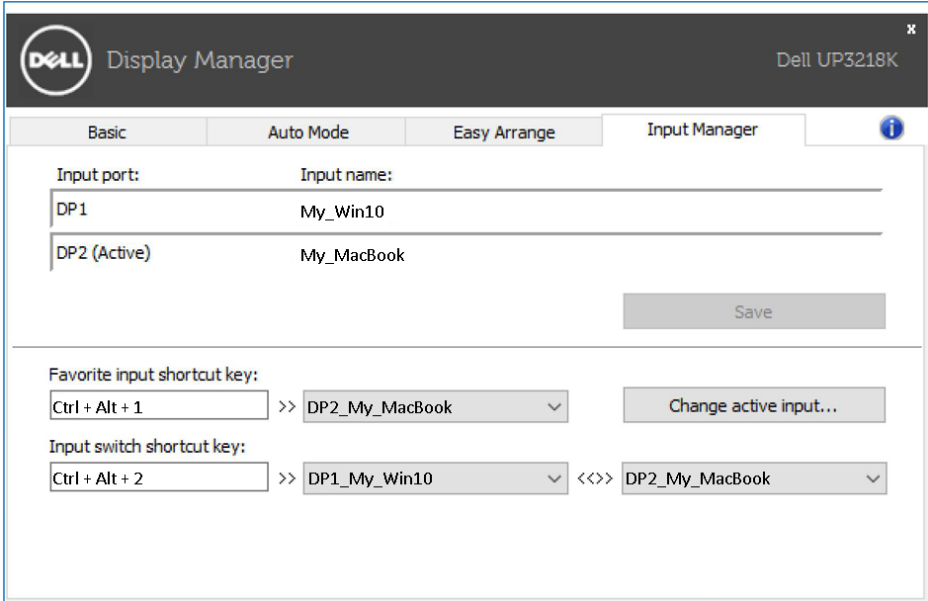 DELL Display Manager
x
Dell UP3218K
Basic Auto Mode Easy Arrange Input Manager i
Input port: Input name:
DP1 My_Win10
DP2 (Active) My_MacBook
Save
Favorite input shortcut key:
Ctrl + Alt + 1 >> DP2_My_MacBook Change active input...
Input switch shortcut key:
Ctrl + Alt + 2 >> DP1_My_Win10 <<>> DP2_My_MacBook